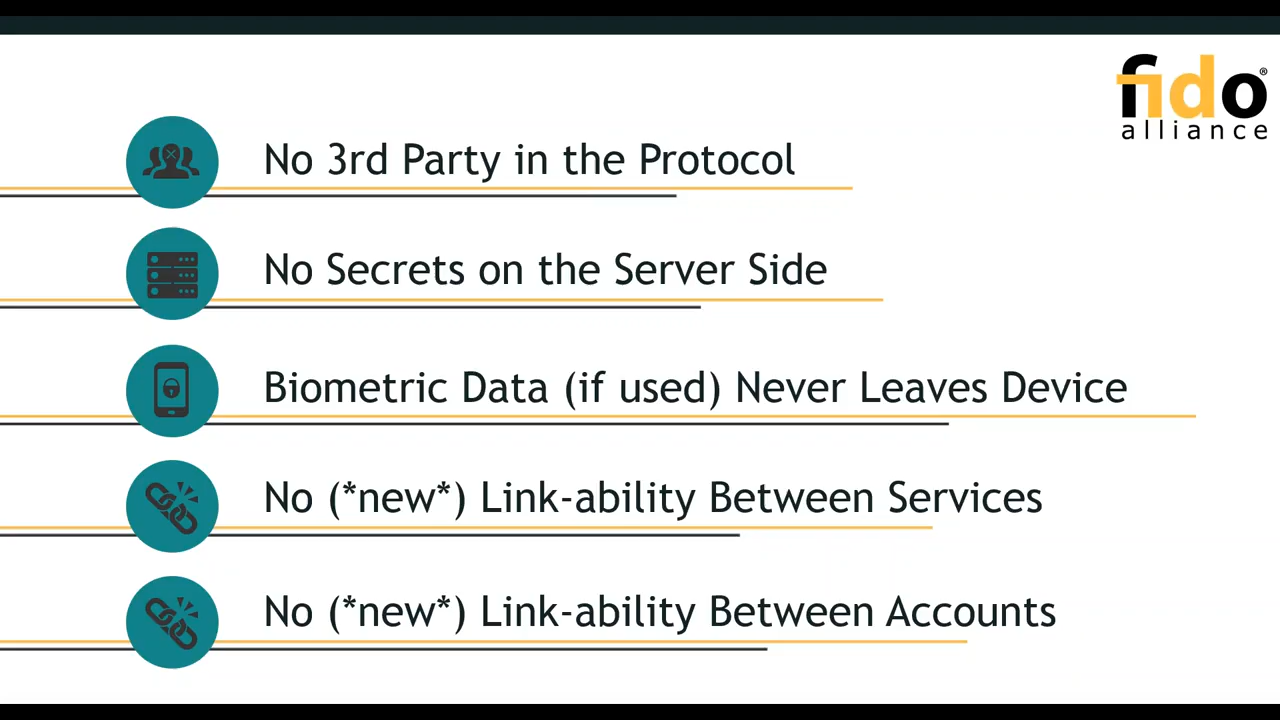 fido®
alliance
No 3rd Party in the Protocol
No Secrets on the Server Side
Biometric Data (if used) Never Leaves Device
No (*new*) Link-ability Between Services
No (*new*) Link-ability Between Accounts